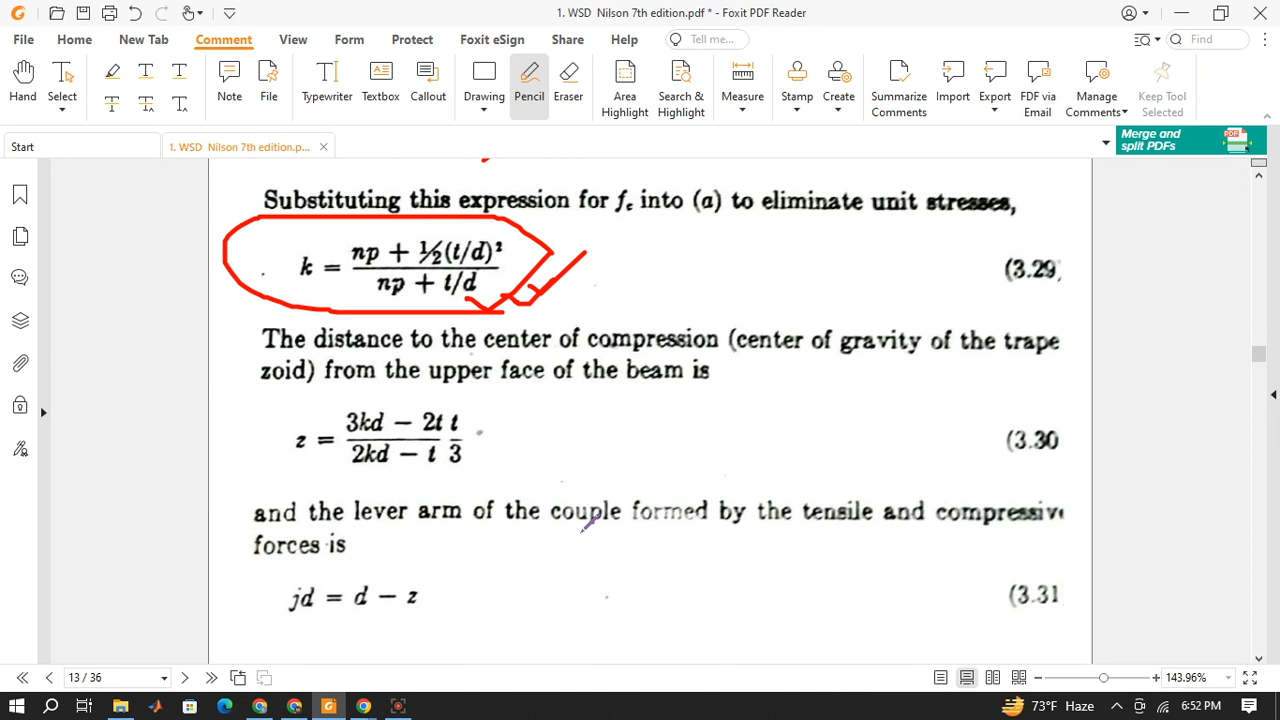 1. WSD Nilson 7th edition.pdf * - Foxit PDF Reader
File Home New Tab Comment View Form Protect Foxit eSign Share Help Tell me... Find
Hand Select Note File Typewriter Textbox Callout Drawing Pencil Eraser Area Highlight Search & Highlight Measure Stamp Create Summarize Comments Import Export PDF via Email Manage Comments Keep Tool Selected
Start 1. WSD Nilson 7th edition.p... Merge and split PDFs
Substituting this expression for f_c into (a) to eliminate unit stresses,
k = \frac{np + ½(t/d)²}{np + t/d} (3.29)
The distance to the center of compression (center of gravity of the trape
zoid) from the upper face of the beam is
z = \frac{3kd − 2t}{2kd − t} \frac{t}{3} (3.30
and the lever arm of the couple formed by the tensile and compressive
forces is
jd = d − z (3.31
13 / 36 143.96%
73°F Haze 6:52 PM